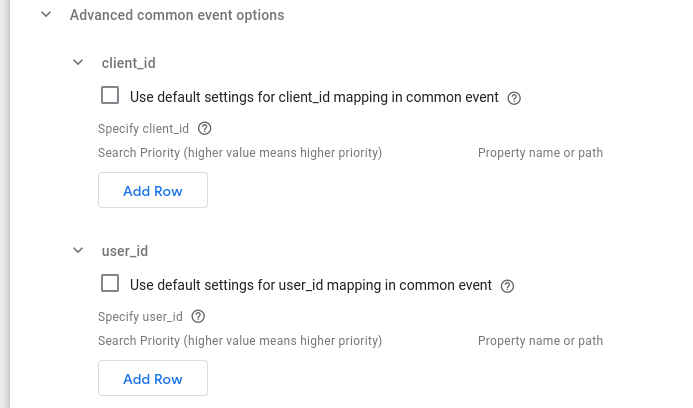 Advanced common event options
client_id
Use default settings for client_id mapping in common event
Specify client_id
Search Priority (higher value means higher priority) Property name or path
Add Row
user_id
Use default settings for user_id mapping in common event
Specify user_id
Search Priority (higher value means higher priority) Property name or path
Add Row